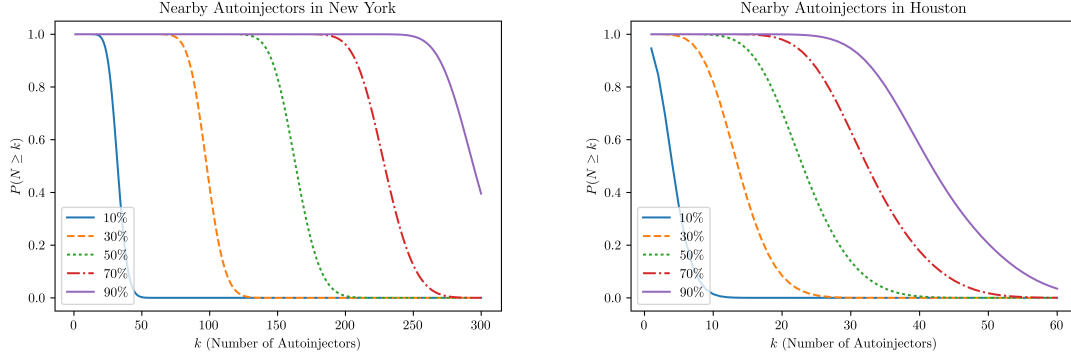 Nearby Autoinjectors in New York
1.0
0.8
0.6
0.4
0.2
0.0
P(N ≥ k)
10%
30%
50%
70%
90%
0 50 100 150 200 250 300
k (Number of Autoinjectors)
Nearby Autoinjectors in Houston
1.0
0.8
0.6
0.4
0.2
0.0
P(N ≥ k)
10%
30%
50%
70%
90%
0 10 20 30 40 50 60
k (Number of Autoinjectors)